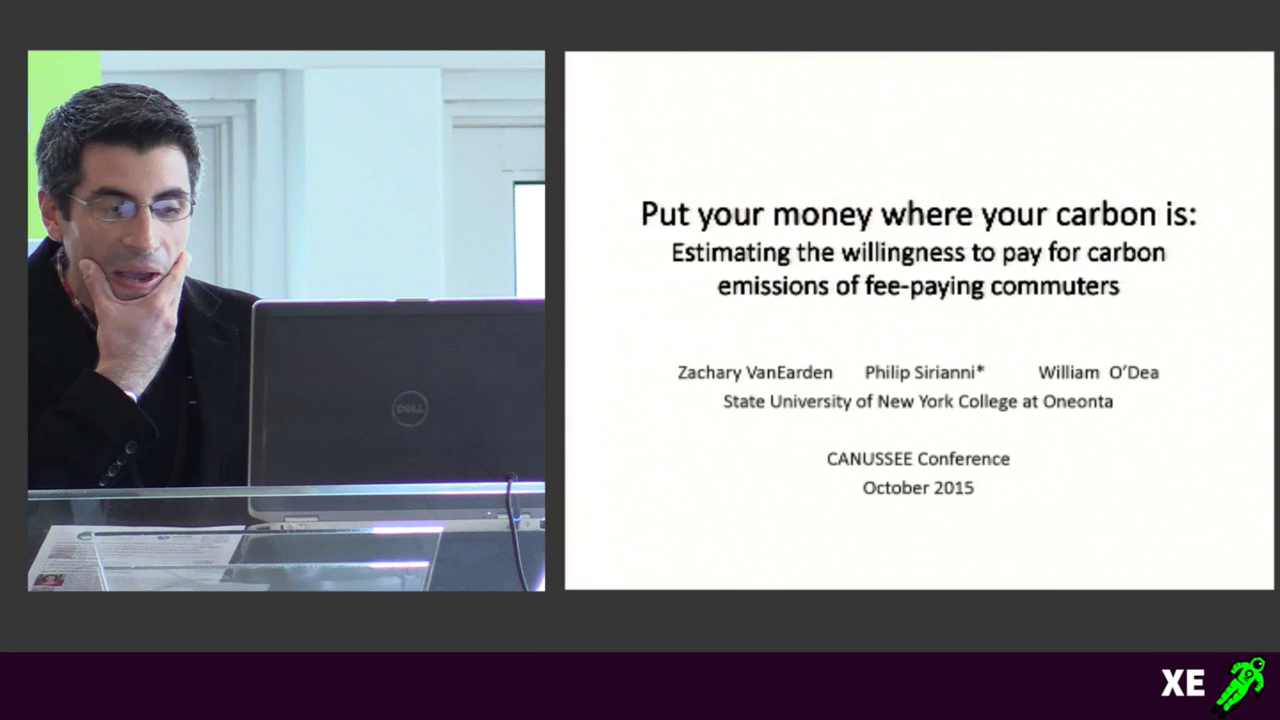 Put your money where your carbon is:
Estimating the willingness to pay for carbon
emissions of fee-paying commuters
Zachary VanEarden Philip Sirianni* William O'Dea
State University of New York College at Oneonta
CANUSSEE Conference
October 2015
DELL
XE